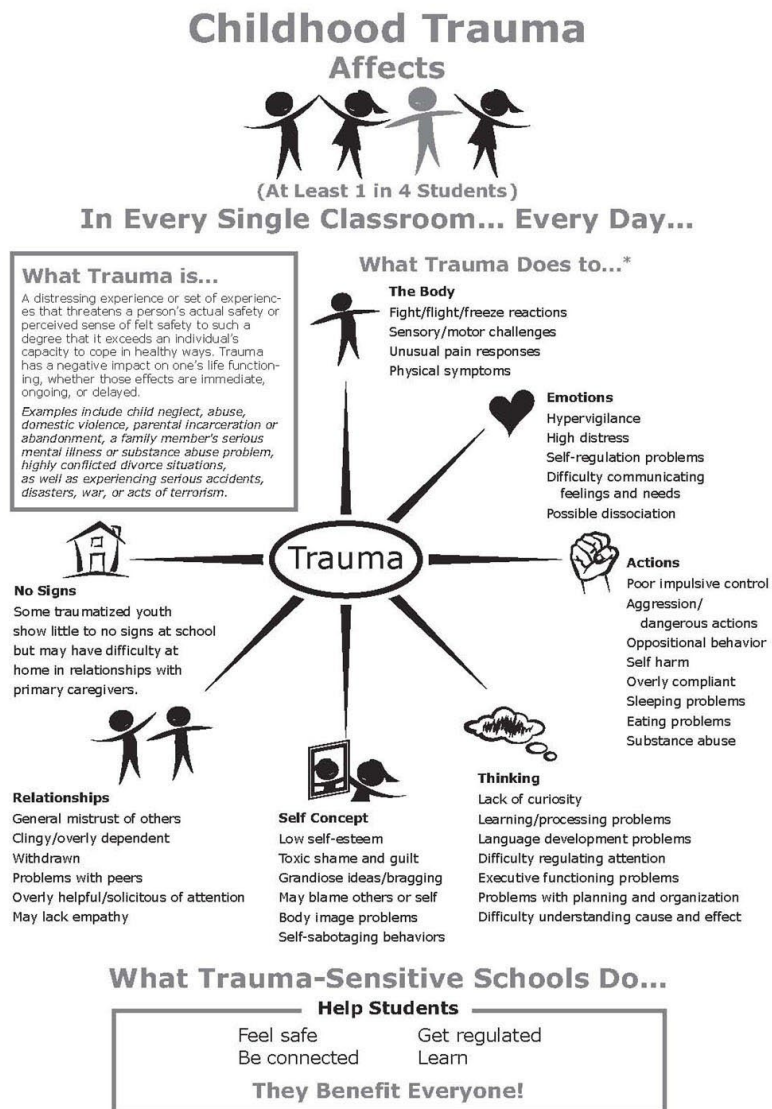 Childhood Trauma
Affects
(At Least 1 in 4 Students)
In Every Single Classroom... Every Day...
What Trauma is...
A distressing experience or set of experienc-
es that threatens a person's actual safety or
perceived sense of felt safety to such a
degree that it exceeds an individual's
capacity to cope in healthy ways. Trauma
has a negative impact on one's life function-
ing, whether those effects are immediate,
ongoing, or delayed.
Examples include child neglect, abuse,
domestic violence, parental incarceration or
abandonment, a family member's serious
mental illness or substance abuse problem,
highly conflicted divorce situations,
as well as experiencing serious accidents,
disasters, war, or acts of terrorism.
What Trauma Does to...*
The Body
Fight/flight/freeze reactions
Sensory/motor challenges
Unusual pain responses
Physical symptoms
Emotions
Hypervigilance
High distress
Self-regulation problems
Difficulty communicating
feelings and needs
Possible dissociation
Trauma
Actions
Poor impulsive control
Aggression/
dangerous actions
Oppositional behavior
Self harm
Overly compliant
Sleeping problems
Eating problems
Substance abuse
No Signs
Some traumatized youth
show little to no signs at school
but may have difficulty at
home in relationships with
primary caregivers.
Relationships
General mistrust of others
Clingy/overly dependent
Withdrawn
Problems with peers
Overly helpful/solicitous of attention
May lack empathy
Self Concept
Low self-esteem
Toxic shame and guilt
Grandiose ideas/bragging
May blame others or self
Body image problems
Self-sabotaging behaviors
Thinking
Lack of curiosity
Learning/processing problems
Language development problems
Difficulty regulating attention
Executive functioning problems
Problems with planning and organization
Difficulty understanding cause and effect
What Trauma-Sensitive Schools Do...
Help Students
Feel safe Get regulated
Be connected Learn
They Benefit Everyone!